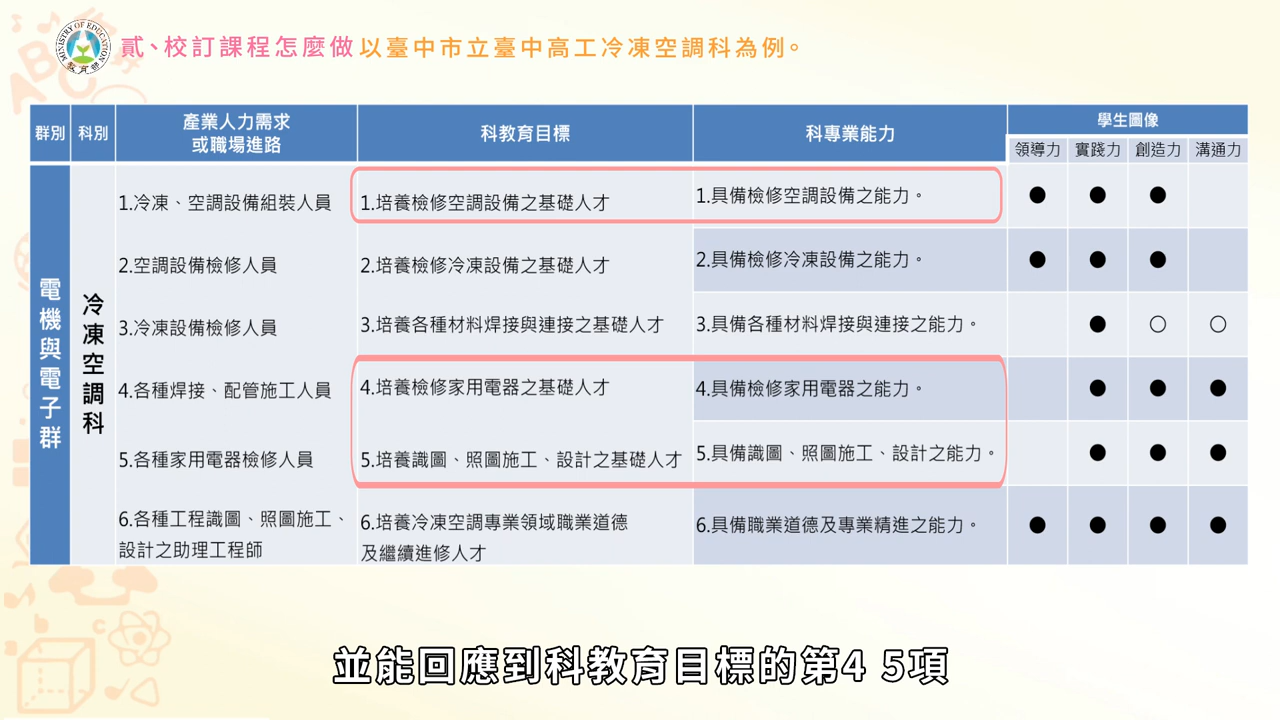 MINISTRY OF EDUCATION
教育部
貳、校訂課程怎麼做 以臺中市立臺中高工冷凍空調科為例。
群別
科別
產業人力需求
或職場進路
科教育目標
科專業能力
學生圖像
領導力
實踐力
創造力
溝通力
電機與電子群
冷凍空調科
1.冷凍、空調設備組裝人員
1.培養檢修空調設備之基礎人才
1.具備檢修空調設備之能力。
● ● ●
2.空調設備檢修人員
2.培養檢修冷凍設備之基礎人才
2.具備檢修冷凍設備之能力。
● ● ●
3.冷凍設備檢修人員
3.培養各種材料焊接與連接之基礎人才
3.具備各種材料焊接與連接之能力。
● ○ ○
4.各種焊接、配管施工人員
4.培養檢修家用電器之基礎人才
4.具備檢修家用電器之能力。
● ● ●
5.各種家用電器檢修人員
5.培養識圖、照圖施工、設計之基礎人才
5.具備識圖、照圖施工、設計之能力。
● ● ●
6.各種工程識圖、照圖施工、
設計之助理工程師
6.培養冷凍空調專業領域職業道德
及繼續進修人才
6.具備職業道德及專業精進之能力。
● ● ● ●
並能回應到科教育目標的第4 5項